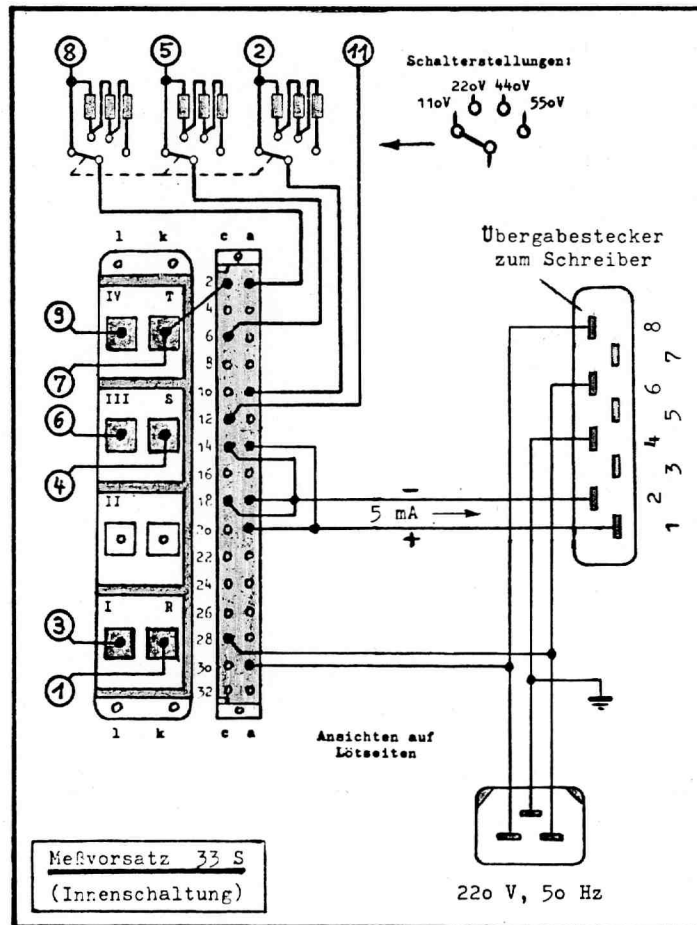 8 5 2 11
Schalterstellungen:
220V 440V
110V 550V
Übergabestecker
zum Schreiber
l k c a
IV T
III S
II
I R
9
7
6
4
3
1
2
4
6
8
10
12
14
16
18
20
22
24
26
28
30
32
8
7
6
5
4
3
2
1
−
5 mA →
+
l k c a
Ansichten auf
Lötseiten
Meßvorsatz 33 S
(Innenschaltung)
220 V, 50 Hz